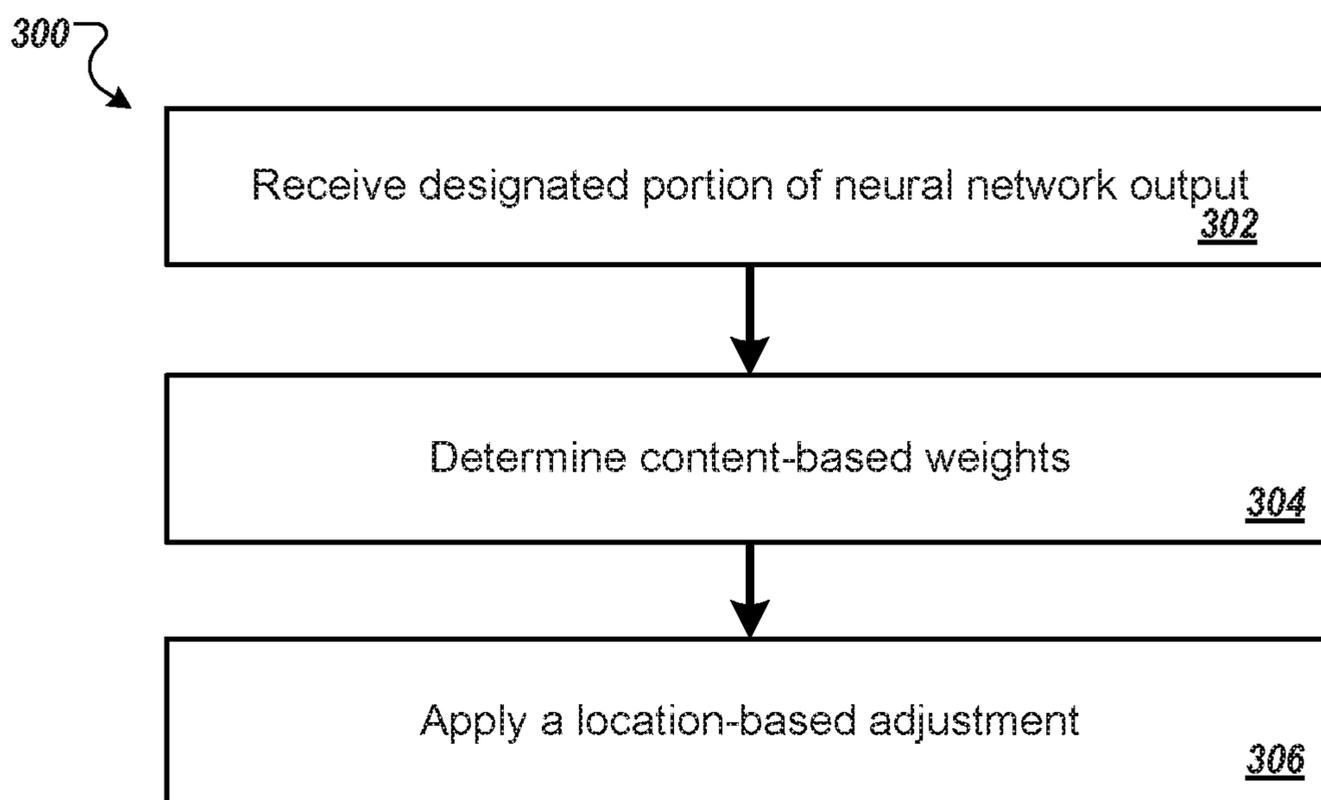 300
Receive designated portion of neural network output
302
Determine content-based weights
304
Apply a location-based adjustment
306